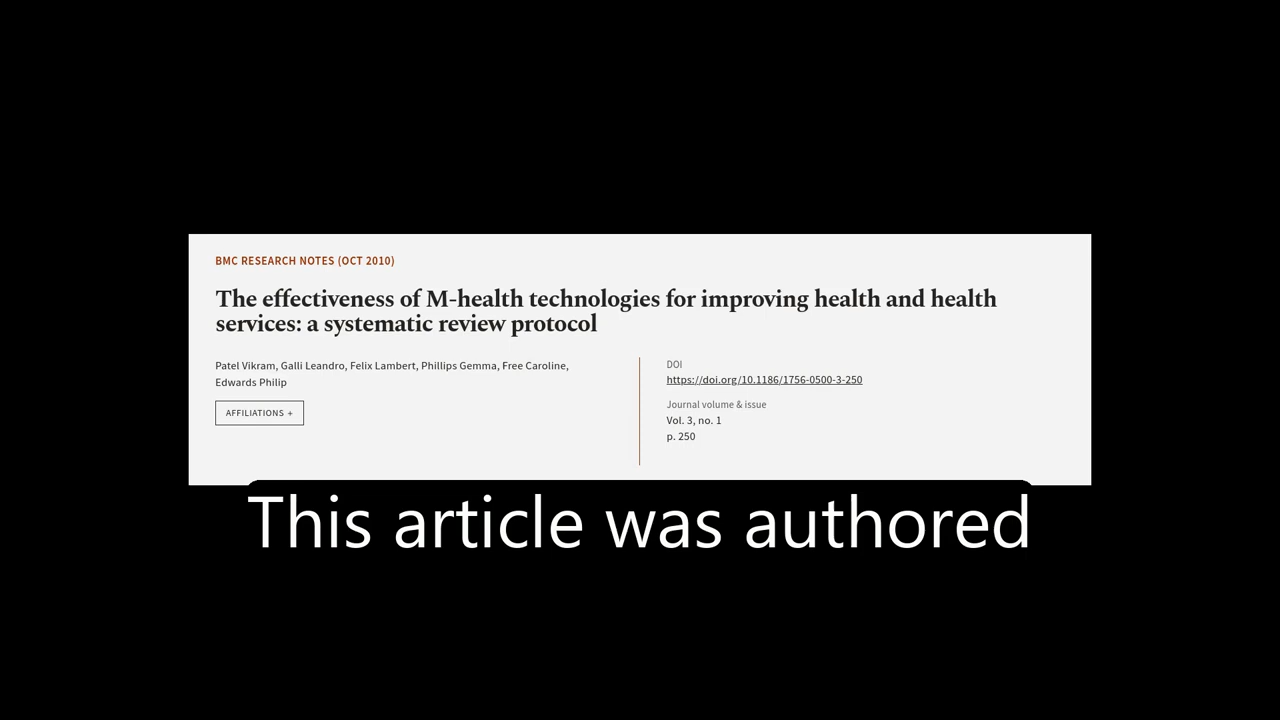 BMC RESEARCH NOTES (OCT 2010)
The effectiveness of M-health technologies for improving health and health
services: a systematic review protocol
Patel Vikram, Galli Leandro, Felix Lambert, Phillips Gemma, Free Caroline,
Edwards Philip
AFFILIATIONS +
DOI
https://doi.org/10.1186/1756-0500-3-250
Journal volume & issue
Vol. 3, no. 1
p. 250
This article was authored